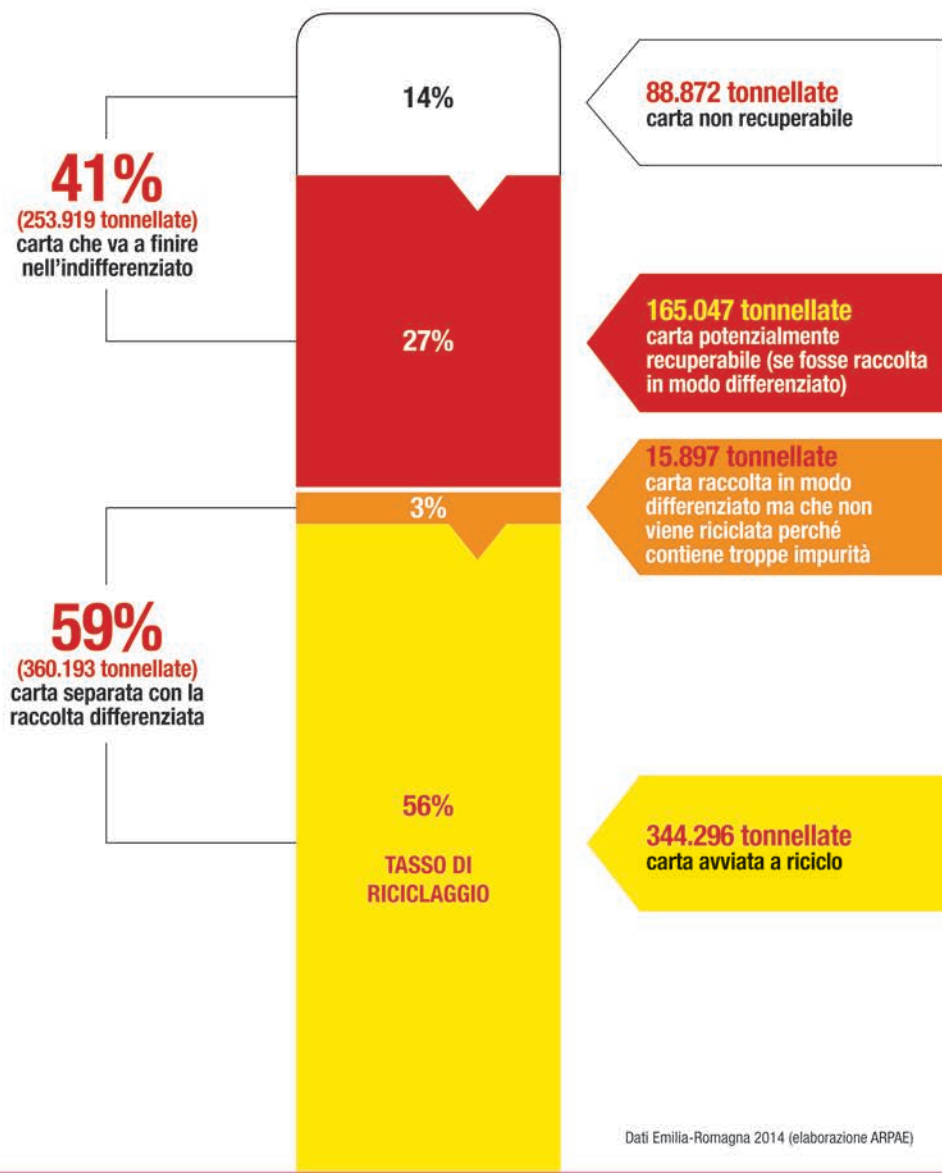 14%
88.872 tonnellate
carta non recuperabile
41%
(253.919 tonnellate)
carta che va a finire
nell'indifferenziato
27%
165.047 tonnellate
carta potenzialmente
recuperabile (se fosse raccolta
in modo differenziato)
3%
15.897 tonnellate
carta raccolta in modo
differenziato ma che non
viene riciclata perché
contiene troppe impurità
59%
(360.193 tonnellate)
carta separata con la
raccolta differenziata
56%
TASSO DI
RICICLAGGIO
344.296 tonnellate
carta avviata a riciclo
Dati Emilia-Romagna 2014 (elaborazione ARPAE)